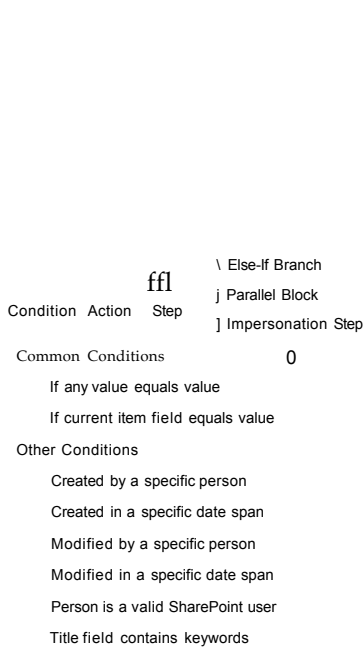 \ Else-If Branch
ffl
j Parallel Block
Condition Action Step
] Impersonation Step
Common Conditions 0
If any value equals value
If current item field equals value
Other Conditions
Created by a specific person
Created in a specific date span
Modified by a specific person
Modified in a specific date span
Person is a valid SharePoint user
Title field contains keywords